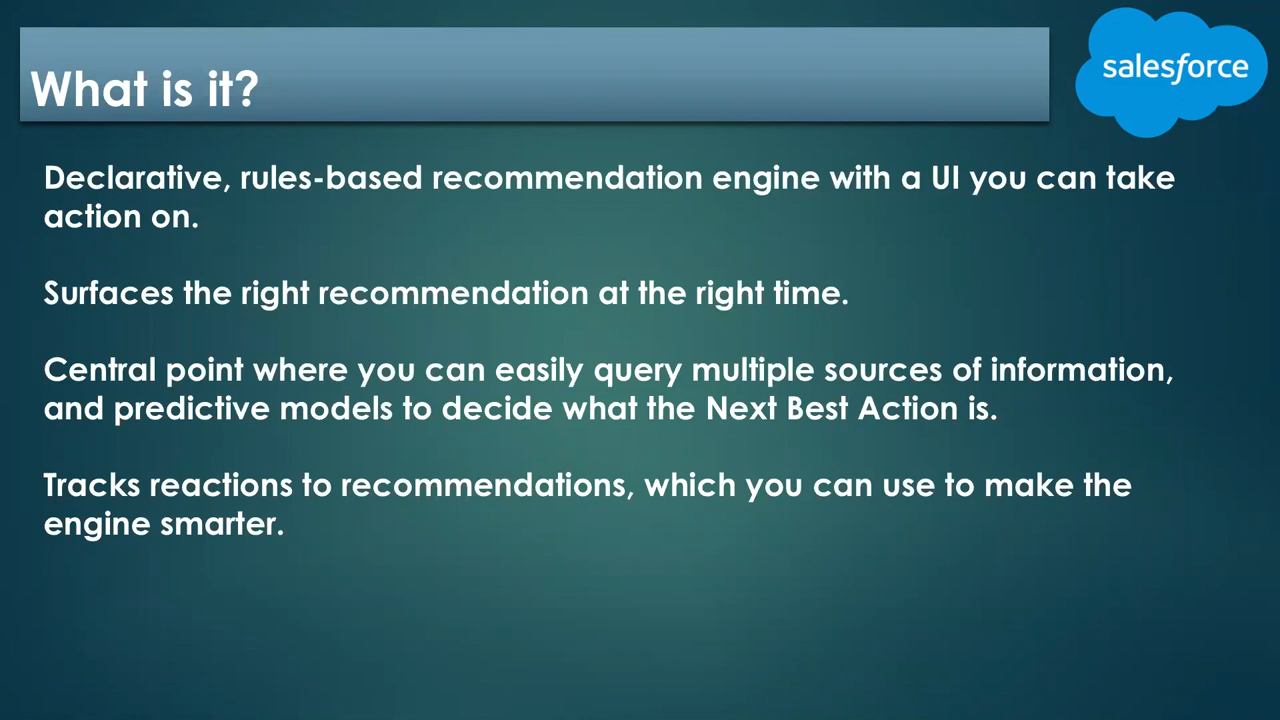 What is it?
salesforce
Declarative, rules-based recommendation engine with a UI you can take
action on.
Surfaces the right recommendation at the right time.
Central point where you can easily query multiple sources of information,
and predictive models to decide what the Next Best Action is.
Tracks reactions to recommendations, which you can use to make the
engine smarter.